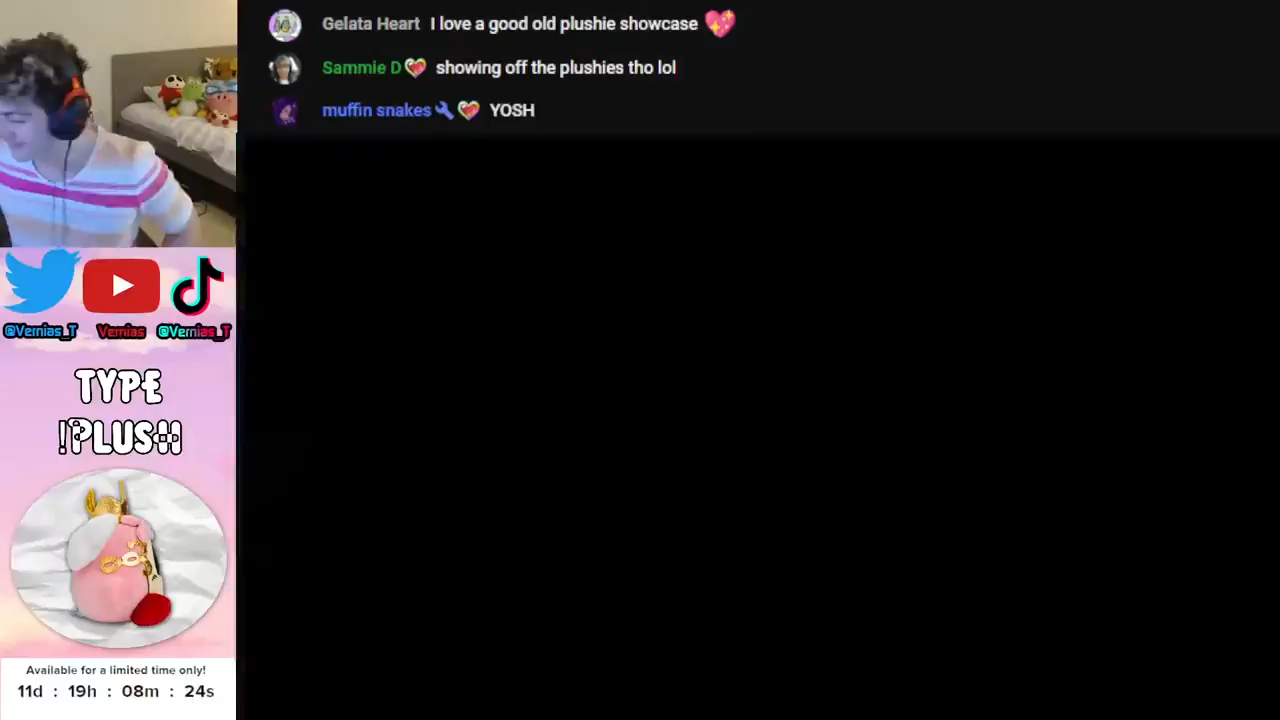 Gelata Heart I love a good old plushie showcase
Sammie D showing off the plushies tho lol
muffin snakes YOSH
@Vernias_T Vernias @Vernias_T
TYPE
!PLUSH
Available for a limited time only!
11d : 19h : 08m : 24s